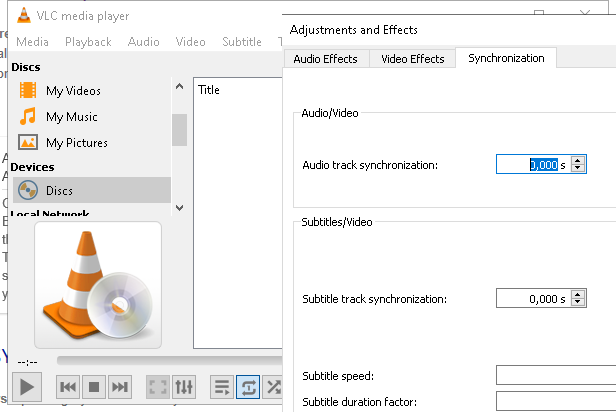 VLC media player
Media Playback Audio Video Subtitle
Discs
My Videos
My Music
My Pictures
Devices
Discs
Local Network
Title
--:--
Adjustments and Effects
Audio Effects Video Effects Synchronization
Audio/Video
Audio track synchronization: 0,000 s
Subtitles/Video
Subtitle track synchronization: 0,000 s
Subtitle speed:
Subtitle duration factor: